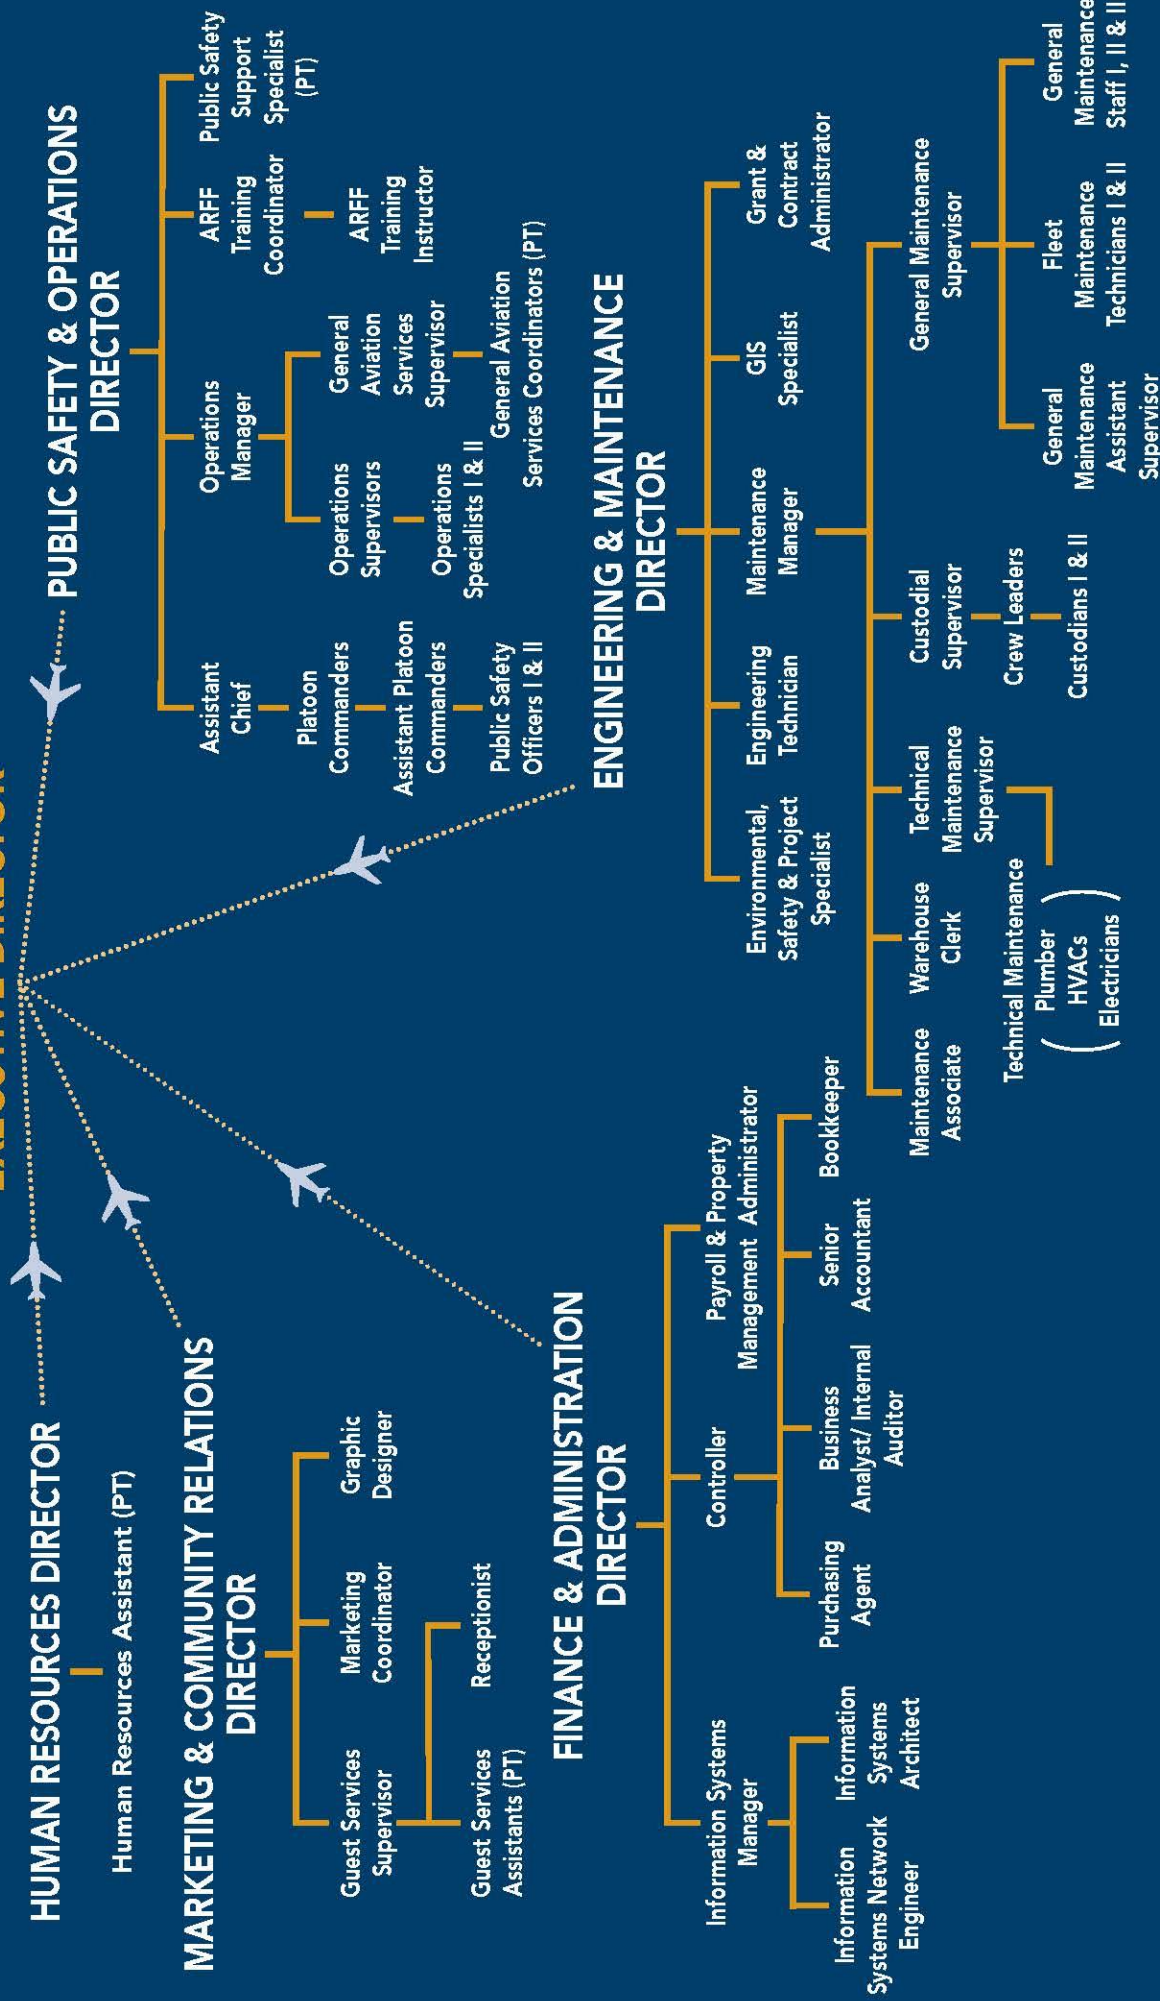 EXECUTIVE DIRECTOR
HUMAN RESOURCES DIRECTOR
Human Resources Assistant (PT)
MARKETING & COMMUNITY RELATIONS
DIRECTOR
Guest Services
Supervisor
Marketing
Coordinator
Graphic
Designer
Guest Services
Assistants (PT)
Receptionist
FINANCE & ADMINISTRATION
DIRECTOR
Information Systems
Manager
Controller
Payroll & Property
Management Administrator
Information
Systems Network
Engineer
Information
Systems
Architect
Purchasing
Agent
Business
Analyst/ Internal
Auditor
Senior
Accountant
Bookkeeper
PUBLIC SAFETY & OPERATIONS
DIRECTOR
Assistant
Chief
Operations
Manager
ARFF
Training
Coordinator
Public Safety
Support
Specialist
(PT)
Platoon
Commanders
Operations
Supervisors
General
Aviation
Services
Supervisor
ARFF
Training
Instructor
Assistant Platoon
Commanders
Operations
Specialists I & II
General Aviation
Services Coordinators (PT)
Public Safety
Officers I & II
ENGINEERING & MAINTENANCE
DIRECTOR
Environmental,
Safety & Project
Specialist
Engineering
Technician
Maintenance
Manager
GIS
Specialist
Grant &
Contract
Administrator
Maintenance
Associate
Warehouse
Clerk
Technical
Maintenance
Supervisor
Custodial
Supervisor
General Maintenance
Supervisor
Technical Maintenance
( Plumber
HVACs
Electricians )
Crew Leaders
Custodians I & II
General
Maintenance
Assistant
Supervisor
Fleet
Maintenance
Technicians I & II
General
Maintenance
Staff I, II & II